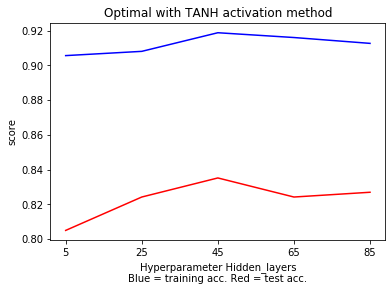 Optimal with TANH activation method
0.92
0.90
0.88
0.86
0.84
0.82
0.80
score
5 25 45 65 85
Hyperparameter Hidden_layers
Blue = training acc. Red = test acc.